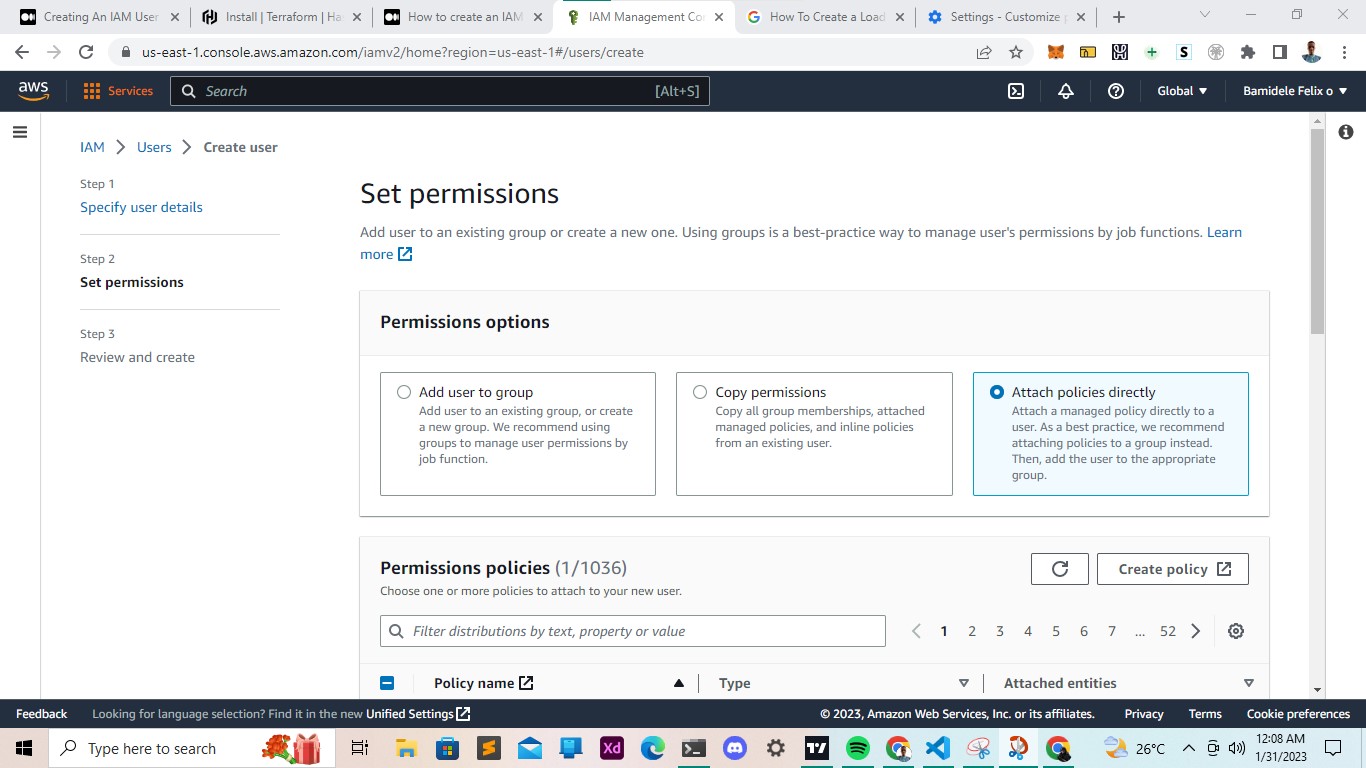 Creating An IAM User
Install | Terraform | Ha
How to create an IAM
IAM Management Co
How To Create a Load
Settings - Customize
us-east-1.console.aws.amazon.com/iamv2/home?region=us-east-1#/users/create
aws
Services
Search
[Alt+S]
Global
Bamidele Felix o
IAM
Users
Create user
Step 1
Specify user details
Step 2
Set permissions
Step 3
Review and create
Set permissions
Add user to an existing group or create a new one. Using groups is a best-practice way to manage user's permissions by job functions. Learn
more
Permissions options
Add user to group
Add user to an existing group, or create
a new group. We recommend using
groups to manage user permissions by
job function.
Copy permissions
Copy all group memberships, attached
managed policies, and inline policies
from an existing user.
Attach policies directly
Attach a managed policy directly to a
user. As a best practice, we recommend
attaching policies to a group instead.
Then, add the user to the appropriate
group.
Permissions policies (1/1036)
Choose one or more policies to attach to your new user.
Create policy
Filter distributions by text, property or value
1 2 3 4 5 6 7 ... 52
Policy name
Type
Attached entities
Feedback
Looking for language selection? Find it in the new Unified Settings
© 2023, Amazon Web Services, Inc. or its affiliates.
Privacy
Terms
Cookie preferences
Type here to search
Xd
26°C
12:08 AM
1/31/2023